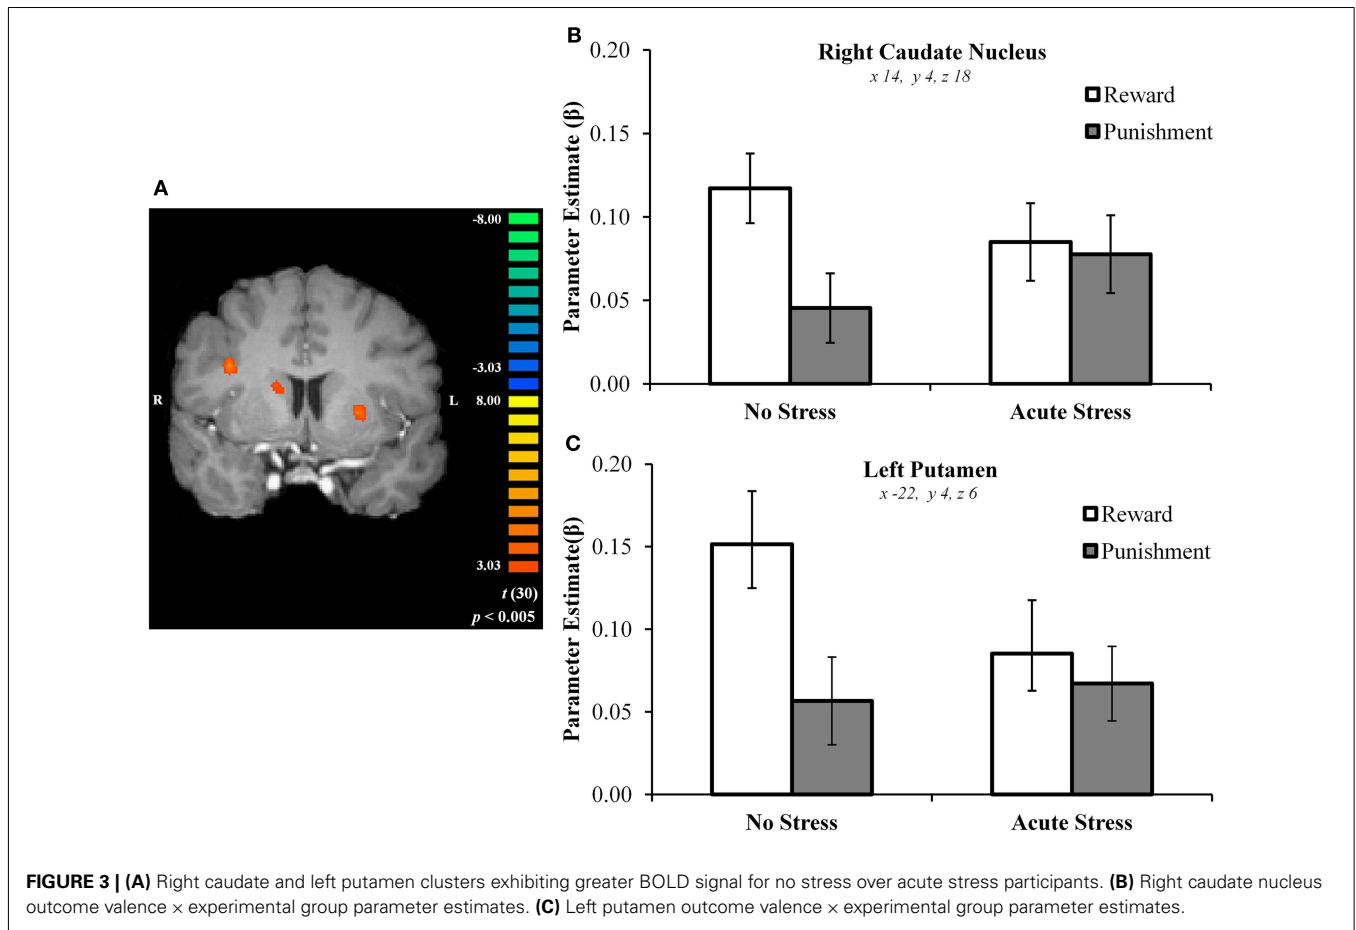 A
-8.00
-3.03
8.00
3.03
R
L
t (30)
p < 0.005
B
Right Caudate Nucleus
x 14, y 4, z 18
Parameter Estimate (β)
0.20
0.15
0.10
0.05
0.00
Reward
Punishment
No Stress
Acute Stress
C
Left Putamen
x -22, y 4, z 6
Parameter Estimate(β)
0.20
0.15
0.10
0.05
0.00
Reward
Punishment
No Stress
Acute Stress
FIGURE 3 | (A) Right caudate and left putamen clusters exhibiting greater BOLD signal for no stress over acute stress participants. (B) Right caudate nucleus
outcome valence × experimental group parameter estimates. (C) Left putamen outcome valence × experimental group parameter estimates.